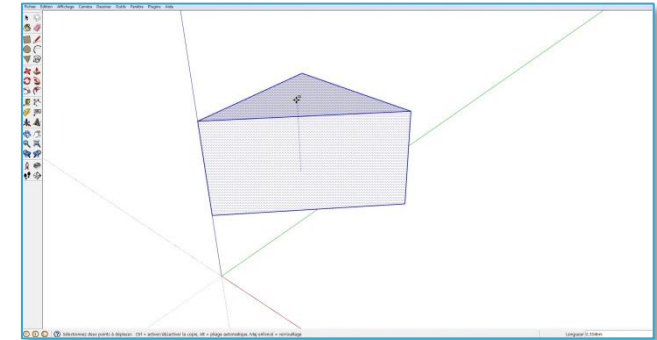 Fichier Edition Affichage Caméra Dessiner Outils Fenêtre Plugins Aide
Sélectionnez deux points à déplacer. Ctrl = activer/désactiver la copie, Alt = pliage automatique, Maj enfoncé = verrouillage
Longueur